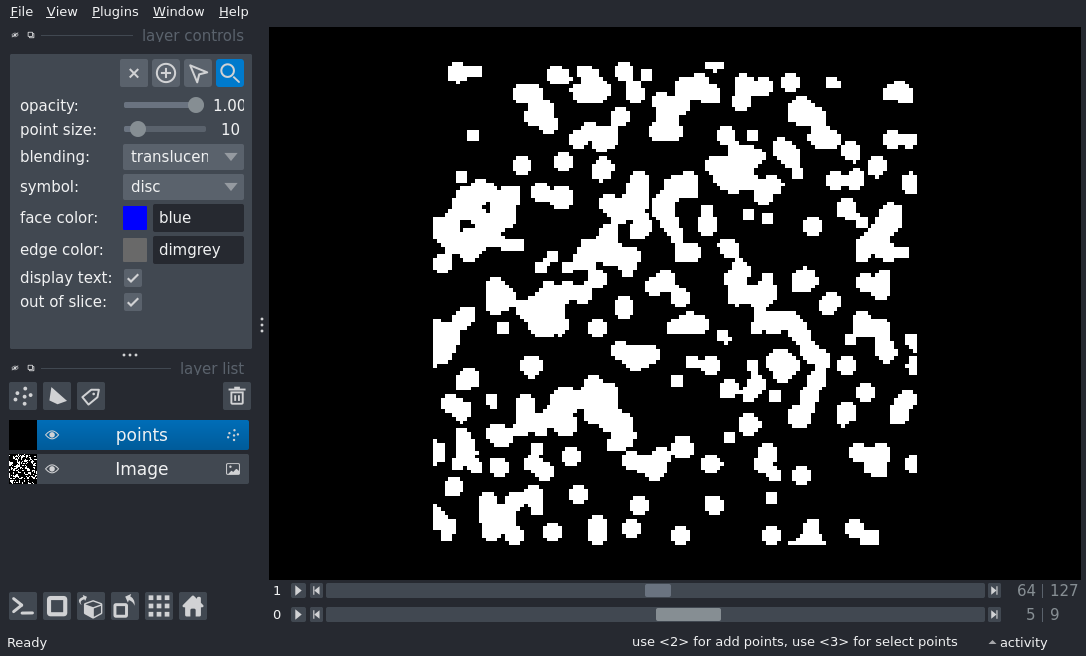 File View Plugins Window Help
layer controls
opacity: 1.00
point size: 10
blending: translucen
symbol: disc
face color: blue
edge color: dimgrey
display text:
out of slice:
layer list
points
Image
1 64 | 127
0 5 | 9
Ready use <2> for add points, use <3> for select points activity